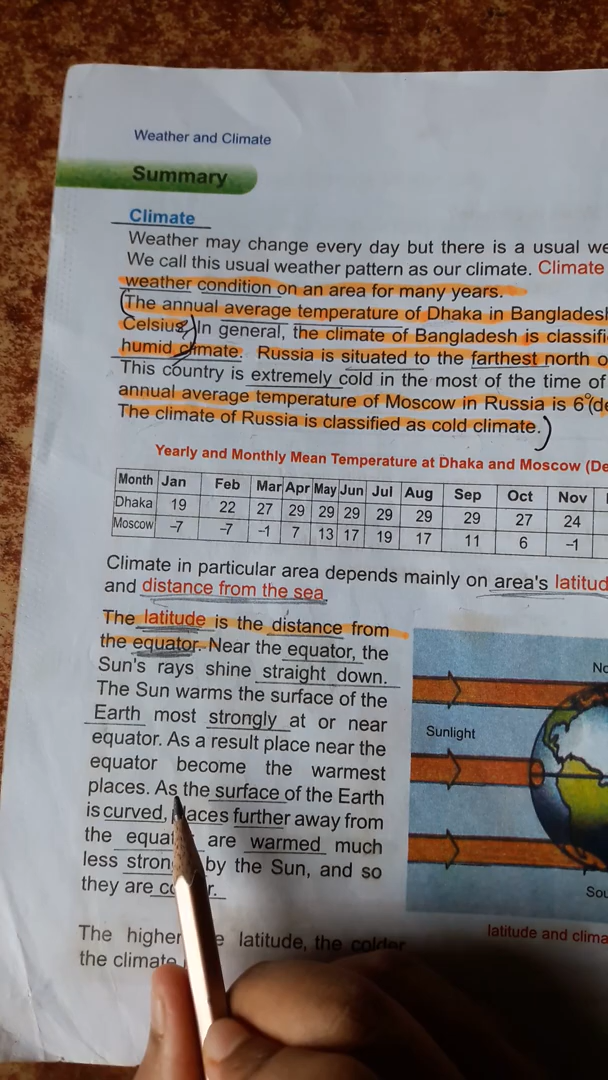 Weather and Climate
Summary
Climate
Weather may change every day but there is a usual we
We call this usual weather pattern as our climate. Climate
weather condition on an area for many years.
The annual average temperature of Dhaka in Bangladesh
Celsius. In general, the climate of Bangladesh is classifi
humid climate. Russia is situated to the farthest north o
This country is extremely cold in the most of the time of
annual average temperature of Moscow in Russia is 6°(de
The climate of Russia is classified as cold climate.
Yearly and Monthly Mean Temperature at Dhaka and Moscow (De
Month Jan Feb Mar Apr May Jun Jul Aug Sep Oct Nov
Dhaka 19 22 27 29 29 29 29 29 29 27 24
Moscow -7 -7 -1 7 13 17 19 17 11 6 -1
Climate in particular area depends mainly on area's latitud
and distance from the sea
The latitude is the distance from
the equator. Near the equator, the
Sun's rays shine straight down.
The Sun warms the surface of the
Earth most strongly at or near
equator. As a result place near the
equator become the warmest
places. As the surface of the Earth
is curved, laces further away from
the equa are warmed much
less stron by the Sun, and so
they are co r.
The higher e latitude, the colder
the climate
Sunlight
No
Sou
latitude and clima